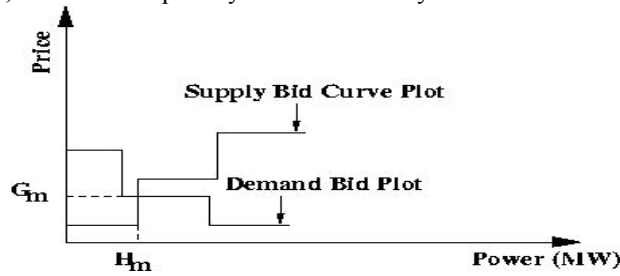 Price
Supply Bid Curve Plot
Demand Bid Plot
Gm
Hm
Power (MW)